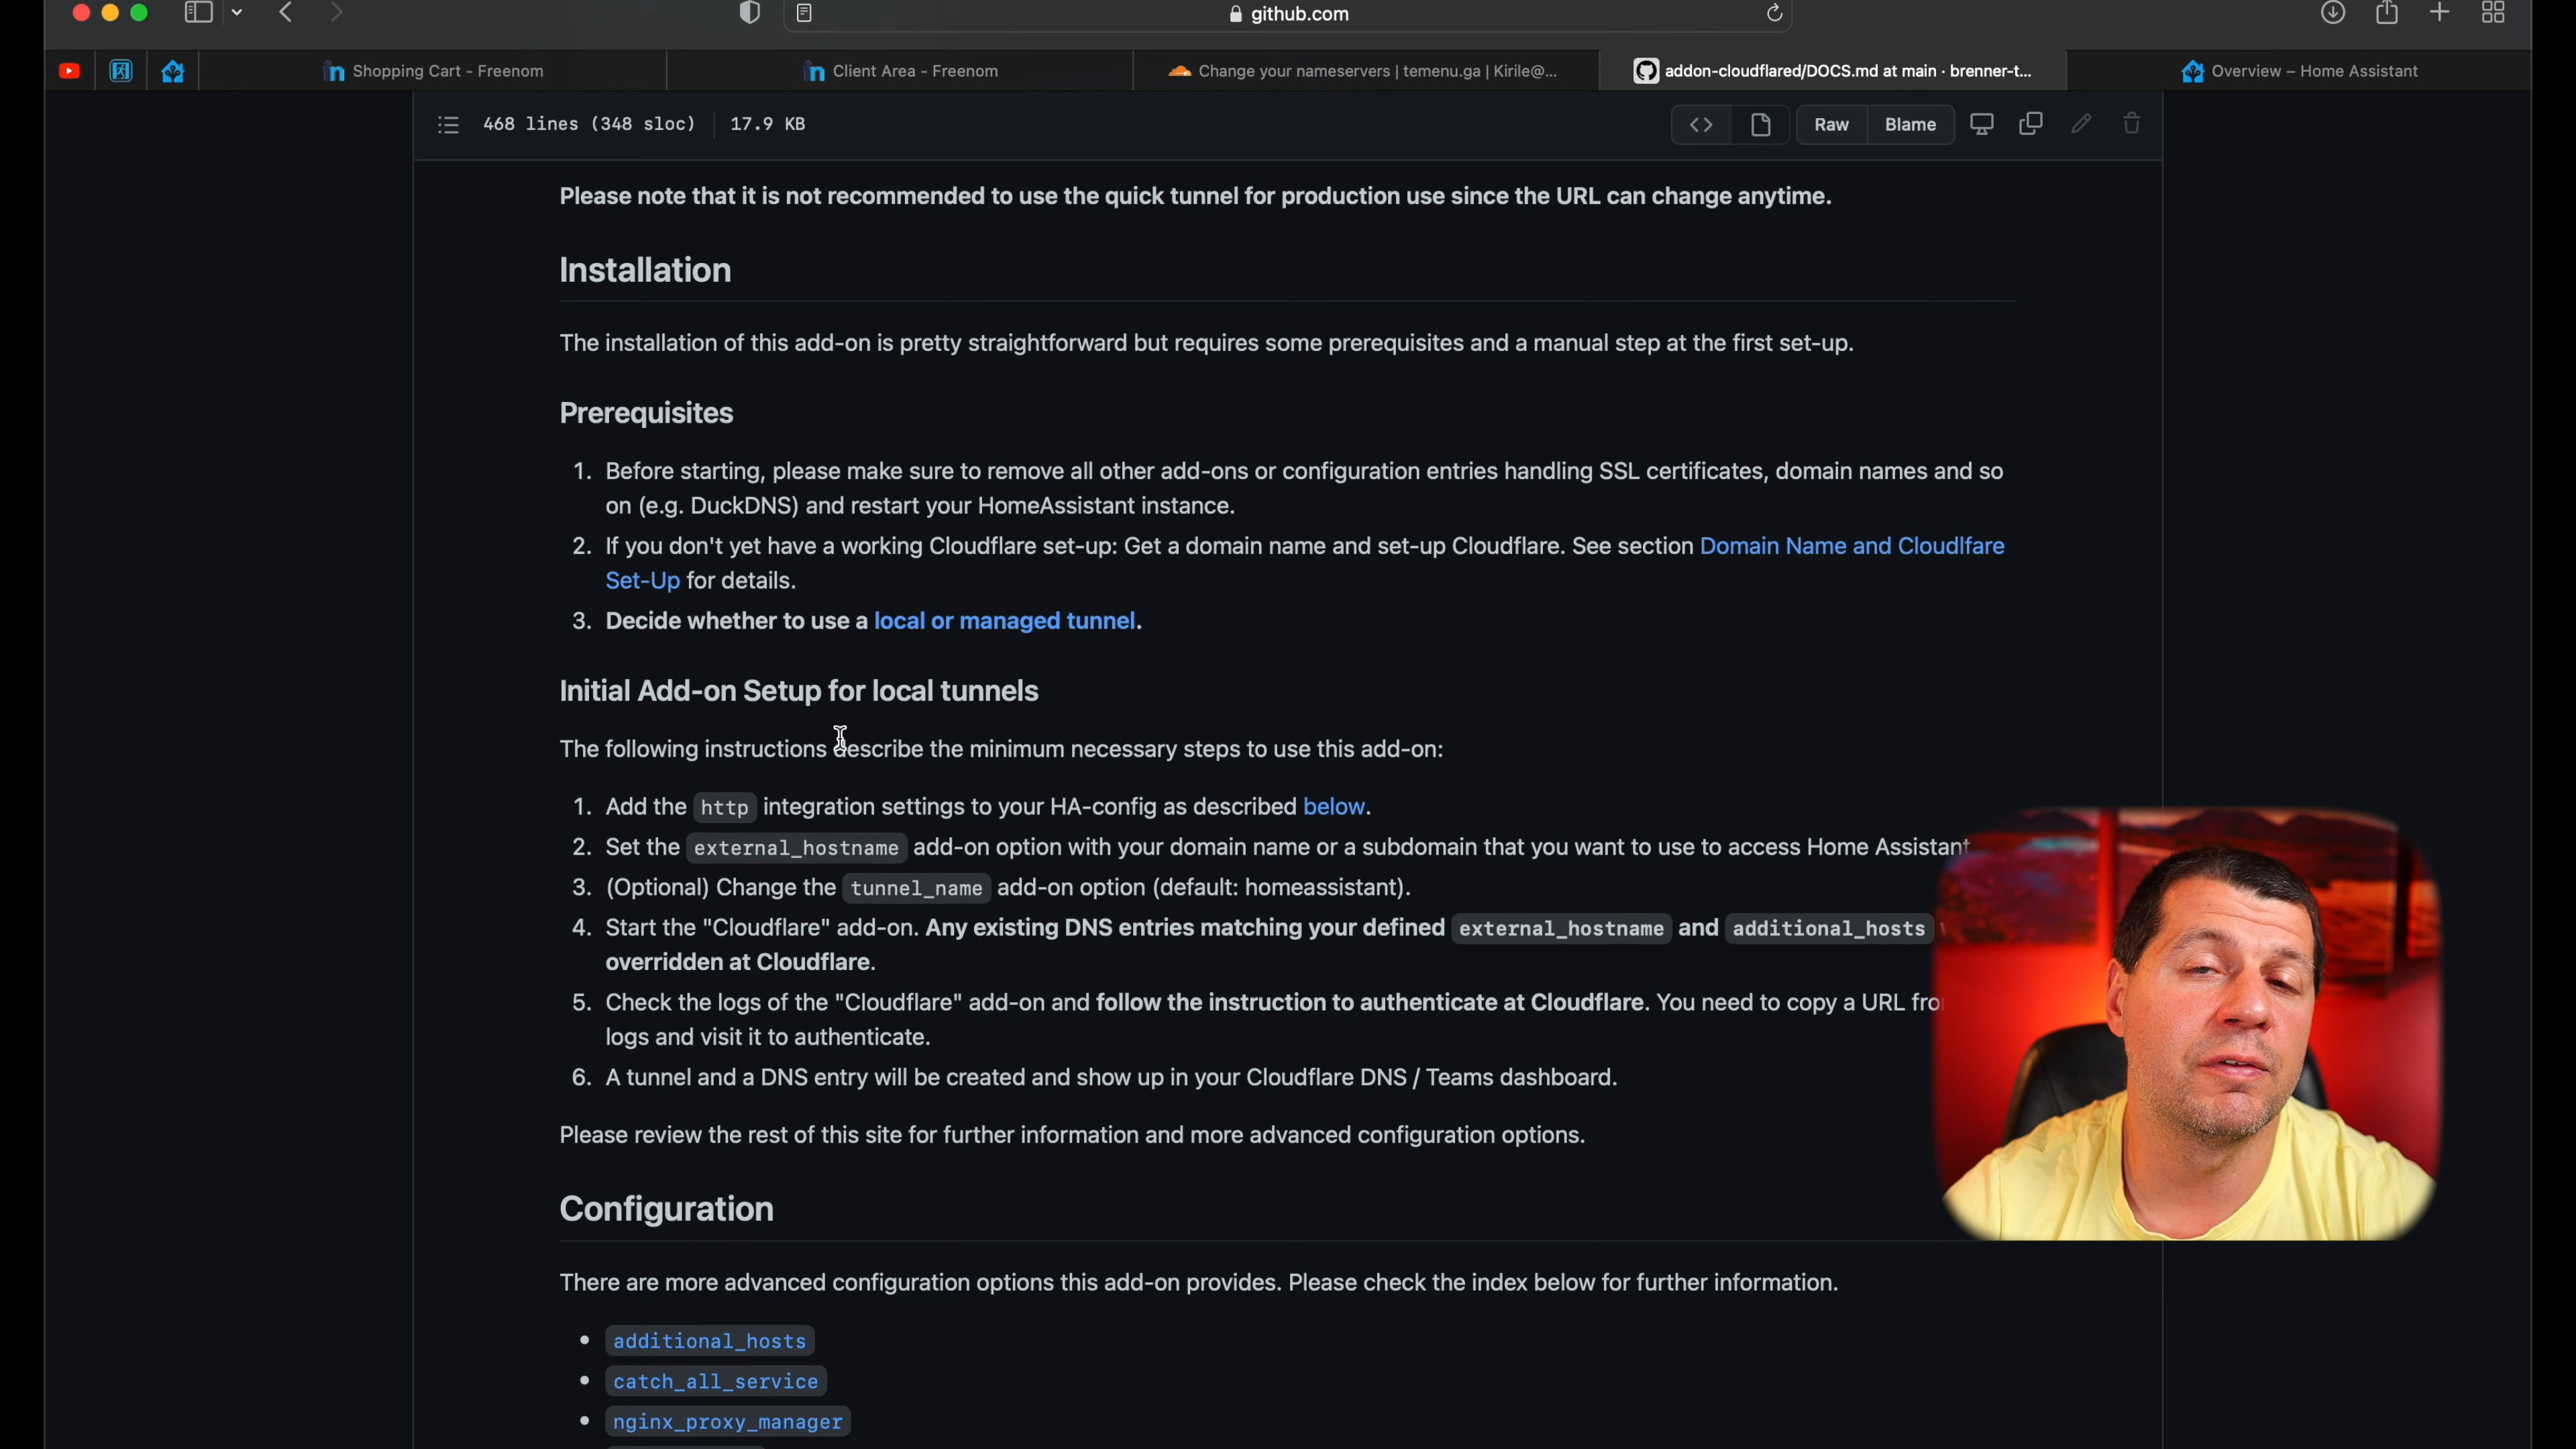 github.com
Shopping Cart - Freenom
Client Area - Freenom
Change your nameservers | temenu.ga | Kirile@...
addon-cloudflared/DOCS.md at main · brenner-t...
Overview – Home Assistant
468 lines (348 sloc)
17.9 KB
Raw
Blame
Please note that it is not recommended to use the quick tunnel for production use since the URL can change anytime.
Installation
The installation of this add-on is pretty straightforward but requires some prerequisites and a manual step at the first set-up.
Prerequisites
1. Before starting, please make sure to remove all other add-ons or configuration entries handling SSL certificates, domain names and so
on (e.g. DuckDNS) and restart your HomeAssistant instance.
2. If you don't yet have a working Cloudflare set-up: Get a domain name and set-up Cloudflare. See section Domain Name and Cloudlfare
Set-Up for details.
3. Decide whether to use a local or managed tunnel.
Initial Add-on Setup for local tunnels
The following instructions describe the minimum necessary steps to use this add-on:
1. Add the http integration settings to your HA-config as described below.
2. Set the external_hostname add-on option with your domain name or a subdomain that you want to use to access Home Assistant
3. (Optional) Change the tunnel_name add-on option (default: homeassistant).
4. Start the "Cloudflare" add-on. Any existing DNS entries matching your defined external_hostname and additional_hosts
overridden at Cloudflare.
5. Check the logs of the "Cloudflare" add-on and follow the instruction to authenticate at Cloudflare. You need to copy a URL
logs and visit it to authenticate.
6. A tunnel and a DNS entry will be created and show up in your Cloudflare DNS / Teams dashboard.
Please review the rest of this site for further information and more advanced configuration options.
Configuration
There are more advanced configuration options this add-on provides. Please check the index below for further information.
• additional_hosts
• catch_all_service
• nginx_proxy_manager